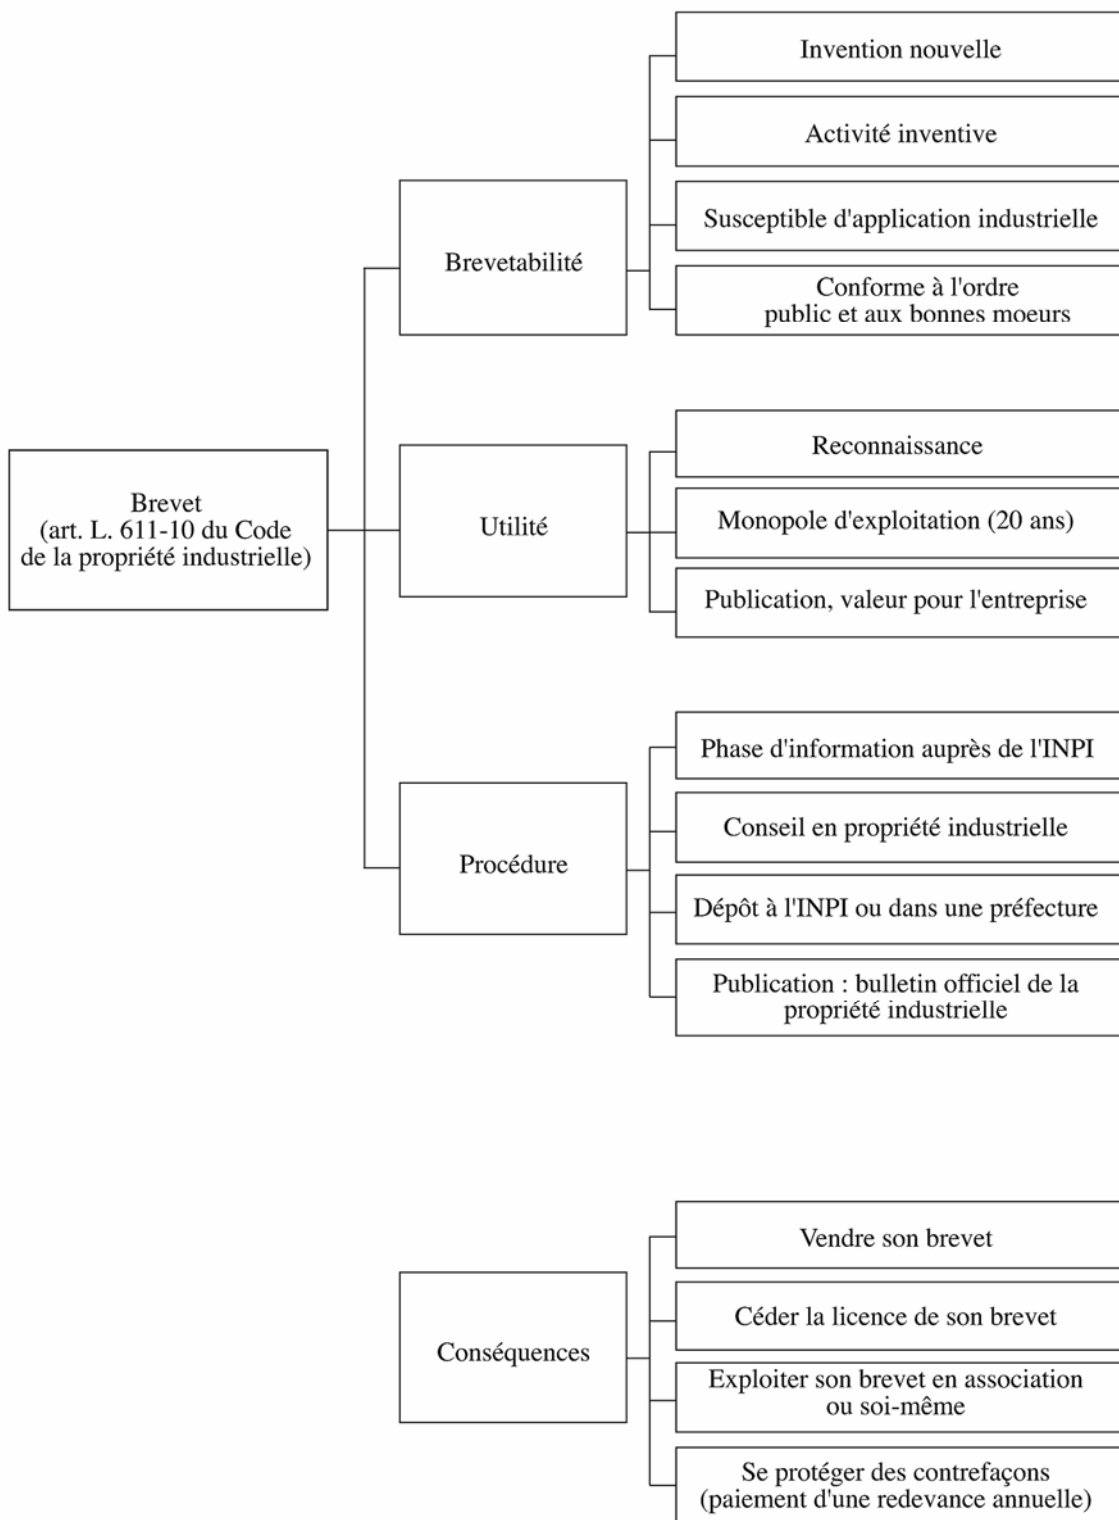 Invention nouvelle
Activité inventive
Susceptible d'application industrielle
Conforme à l'ordre
public et aux bonnes moeurs
Brevetabilité
Reconnaissance
Monopole d'exploitation (20 ans)
Publication, valeur pour l'entreprise
Utilité
Brevet
(art. L. 611-10 du Code
de la propriété industrielle)
Phase d'information auprès de l'INPI
Conseil en propriété industrielle
Dépôt à l'INPI ou dans une préfecture
Publication : bulletin officiel de la
propriété industrielle
Procédure
Vendre son brevet
Céder la licence de son brevet
Exploiter son brevet en association
ou soi-même
Se protéger des contrefaçons
(paiement d'une redevance annuelle)
Conséquences